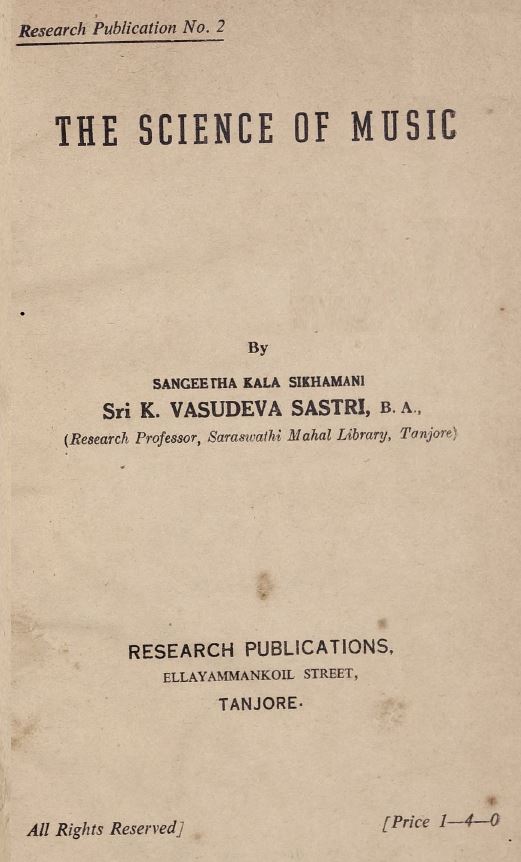 Research Publication No. 2
THE SCIENCE OF MUSIC
By
SANGEETHA KALA SIKHAMANI
Sri K. VASUDEVA SASTRI, B. A.,
(Research Professor, Saraswathi Mahal Library, Tanjore)
RESEARCH PUBLICATIONS,
ELLAYAMMANKOIL STREET,
TANJORE.
All Rights Reserved]
[Price 1—4—0